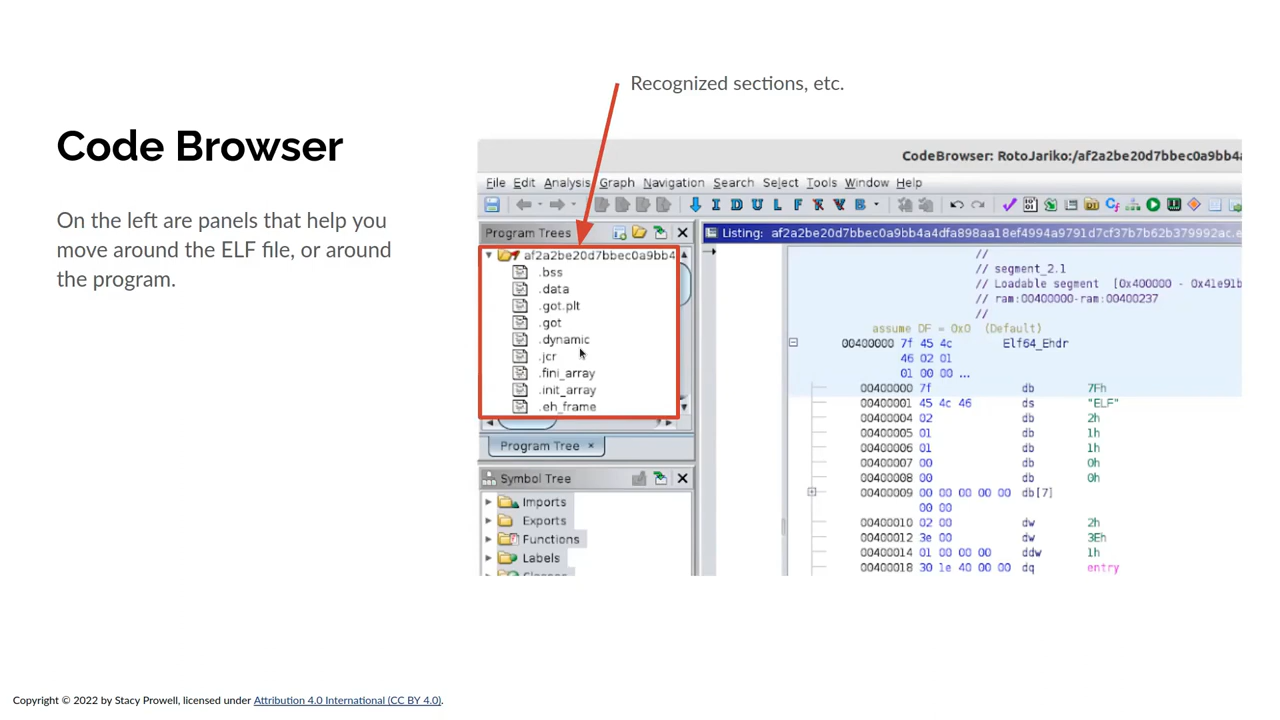 Recognized sections, etc.
Code Browser
On the left are panels that help you
move around the ELF file, or around
the program.
CodeBrowser: RotoJariko:/af2a2be20d7bbec0a9bb4
File Edit Analysis Graph Navigation Search Select Tools Window Help
I D U L F K V B
Program Trees
af2a2be20d7bbec0a9bb4
.bss
.data
.got.plt
.got
.dynamic
.jcr
.fini_array
.init_array
.eh_frame
Program Tree ×
Symbol Tree
Imports
Exports
Functions
Labels
Listing: af2a2be20d7bbec0a9bb4a4dfa898aa18ef4994a9791d7cf37b7b62b379992ac.e
//
// segment_2.1
// Loadable segment [0x400000 - 0x41e91b
// ram:00400000-ram:00400237
//
assume DF = 0x0 (Default)
00400000 7f 45 4c Elf64_Ehdr
46 02 01
01 00 00 ...
00400000 7f db 7Fh
00400001 45 4c 46 ds "ELF"
00400004 02 db 2h
00400005 01 db 1h
00400006 01 db 1h
00400007 00 db 0h
00400008 00 db 0h
00400009 00 00 00 00 00 db[7]
00 00
00400010 02 00 dw 2h
00400012 3e 00 dw 3Eh
00400014 01 00 00 00 ddw 1h
00400018 30 1e 40 00 00 dq entry
Copyright © 2022 by Stacy Prowell, licensed under Attribution 4.0 International (CC BY 4.0).